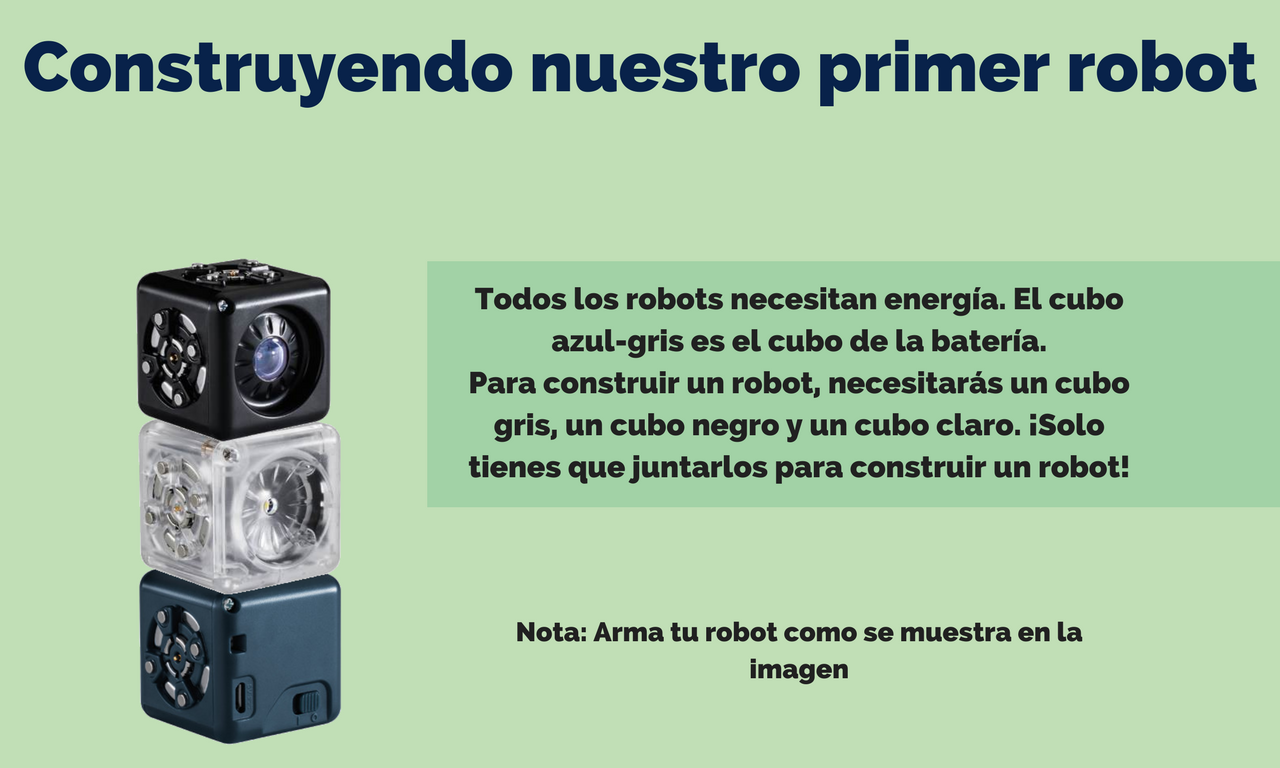 Construyendo nuestro primer robot
Todos los robots necesitan energía. El cubo
azul-gris es el cubo de la batería.
Para construir un robot, necesitarás un cubo
gris, un cubo negro y un cubo claro. ¡Solo
tienes que juntarlos para construir un robot!
Nota: Arma tu robot como se muestra en la
imagen